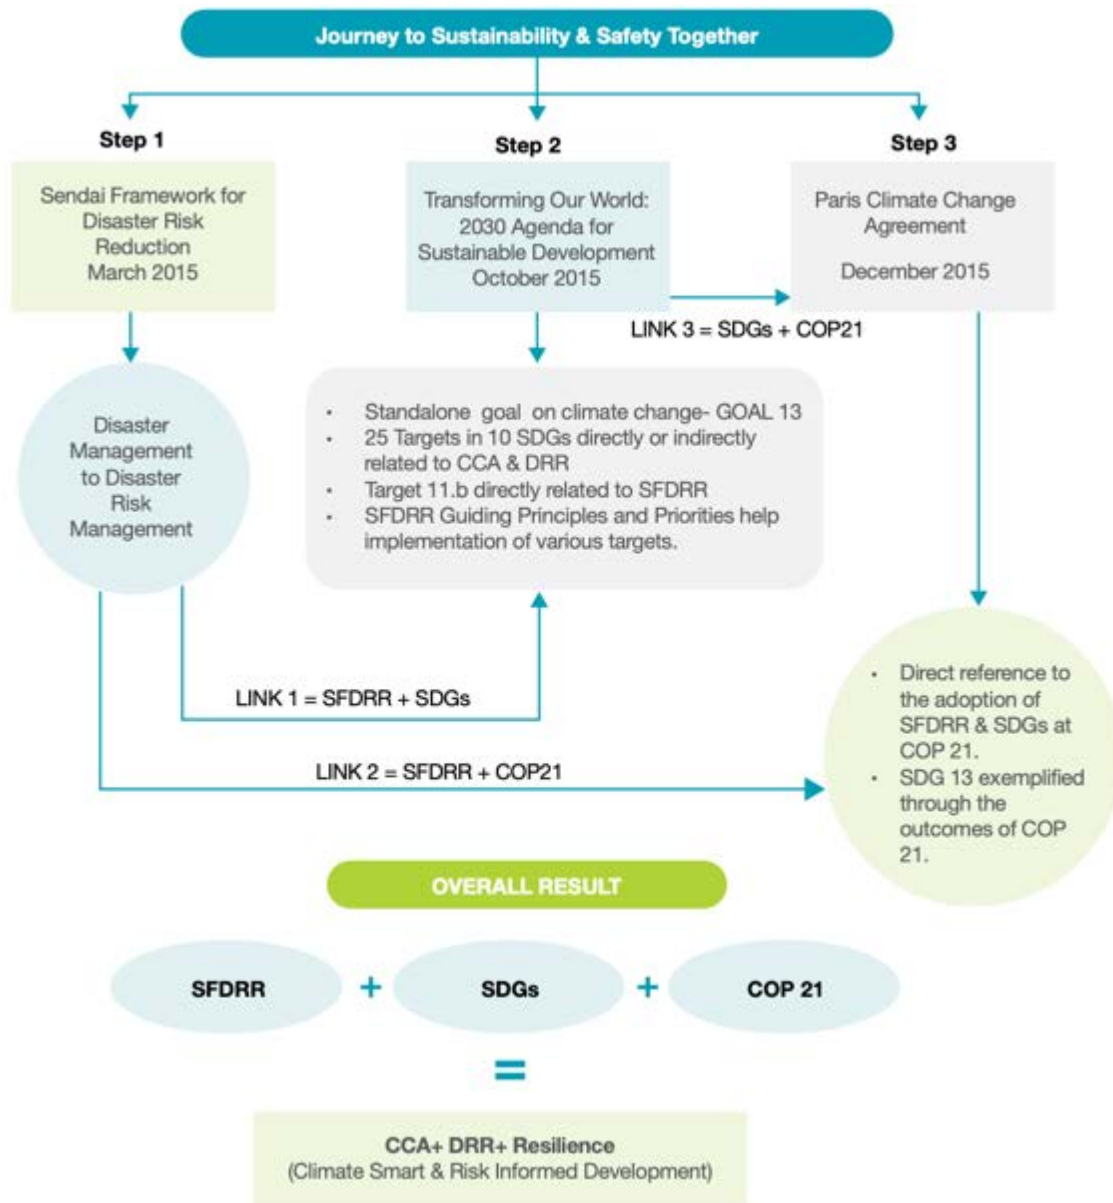 Journey to Sustainability & Safety Together
Step 1
Step 2
Step 3
Sendai Framework for
Disaster Risk
Reduction
March 2015
Transforming Our World:
2030 Agenda for
Sustainable Development
October 2015
Paris Climate Change
Agreement
December 2015
LINK 3 = SDGs + COP21
Disaster
Management
to Disaster
Risk
Management
• Standalone goal on climate change- GOAL 13
• 25 Targets in 10 SDGs directly or indirectly
related to CCA & DRR
• Target 11.b directly related to SFDRR
• SFDRR Guiding Principles and Priorities help
implementation of various targets.
LINK 1 = SFDRR + SDGs
LINK 2 = SFDRR + COP21
• Direct reference to
the adoption of
SFDRR & SDGs at
COP 21.
• SDG 13 exemplified
through the
outcomes of COP
21.
OVERALL RESULT
SFDRR + SDGs + COP 21
=
CCA+ DRR+ Resilience
(Climate Smart & Risk Informed Development)